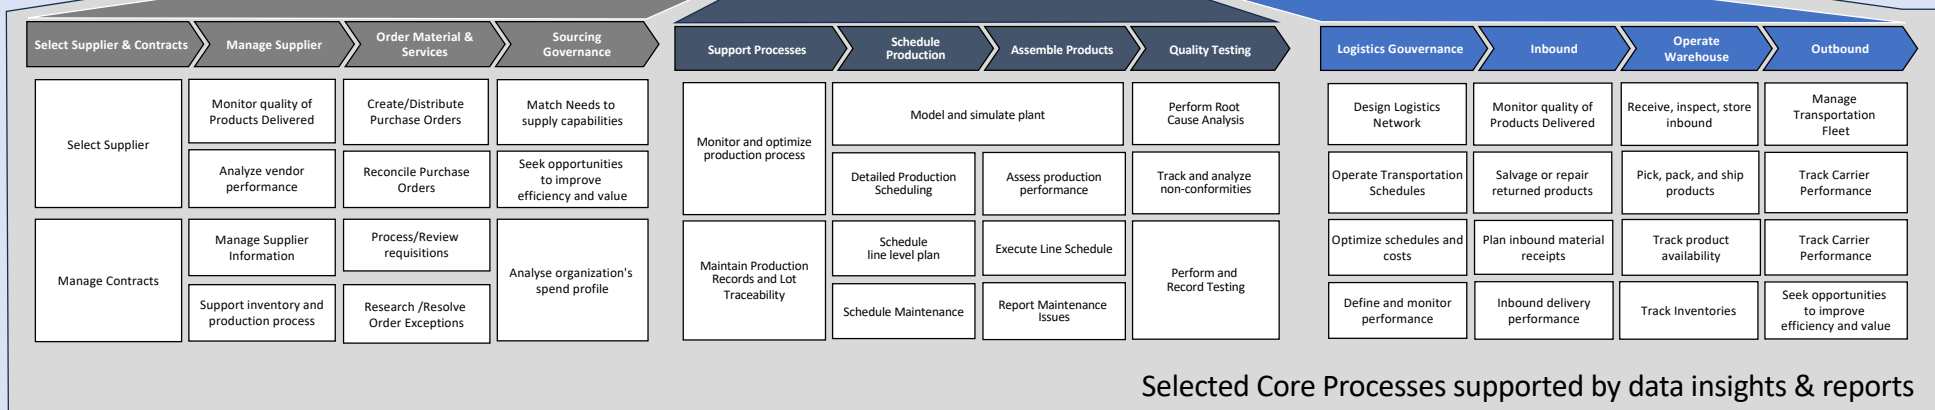 Select Supplier & Contracts
Manage Supplier
Order Material &
Services
Sourcing
Governance
Select Supplier
Manage Contracts
Monitor quality of
Products Delivered
Analyze vendor
performance
Manage Supplier
Information
Support inventory and
production process
Create/Distribute
Purchase Orders
Reconcile Purchase
Orders
Process/Review
requisitions
Research /Resolve
Order Exceptions
Match Needs to
supply capabilities
Seek opportunities
to improve
efficiency and value
Analyse organization's
spend profile
Support Processes
Schedule
Production
Assemble Products
Quality Testing
Monitor and optimize
production process
Maintain Production
Records and Lot
Traceability
Model and simulate plant
Detailed Production
Scheduling
Schedule
line level plan
Schedule Maintenance
Assess production
performance
Execute Line Schedule
Report Maintenance
Issues
Perform Root
Cause Analysis
Track and analyze
non-conformities
Perform and
Record Testing
Logistics Gouvernance
Inbound
Operate
Warehouse
Outbound
Design Logistics
Network
Operate Transportation
Schedules
Optimize schedules and
costs
Define and monitor
performance
Monitor quality of
Products Delivered
Salvage or repair
returned products
Plan inbound material
receipts
Inbound delivery
performance
Receive, inspect, store
inbound
Pick, pack, and ship
products
Track product
availability
Track Inventories
Manage
Transportation
Fleet
Track Carrier
Performance
Track Carrier
Performance
Seek opportunities
to improve
efficiency and value
Selected Core Processes supported by data insights & reports